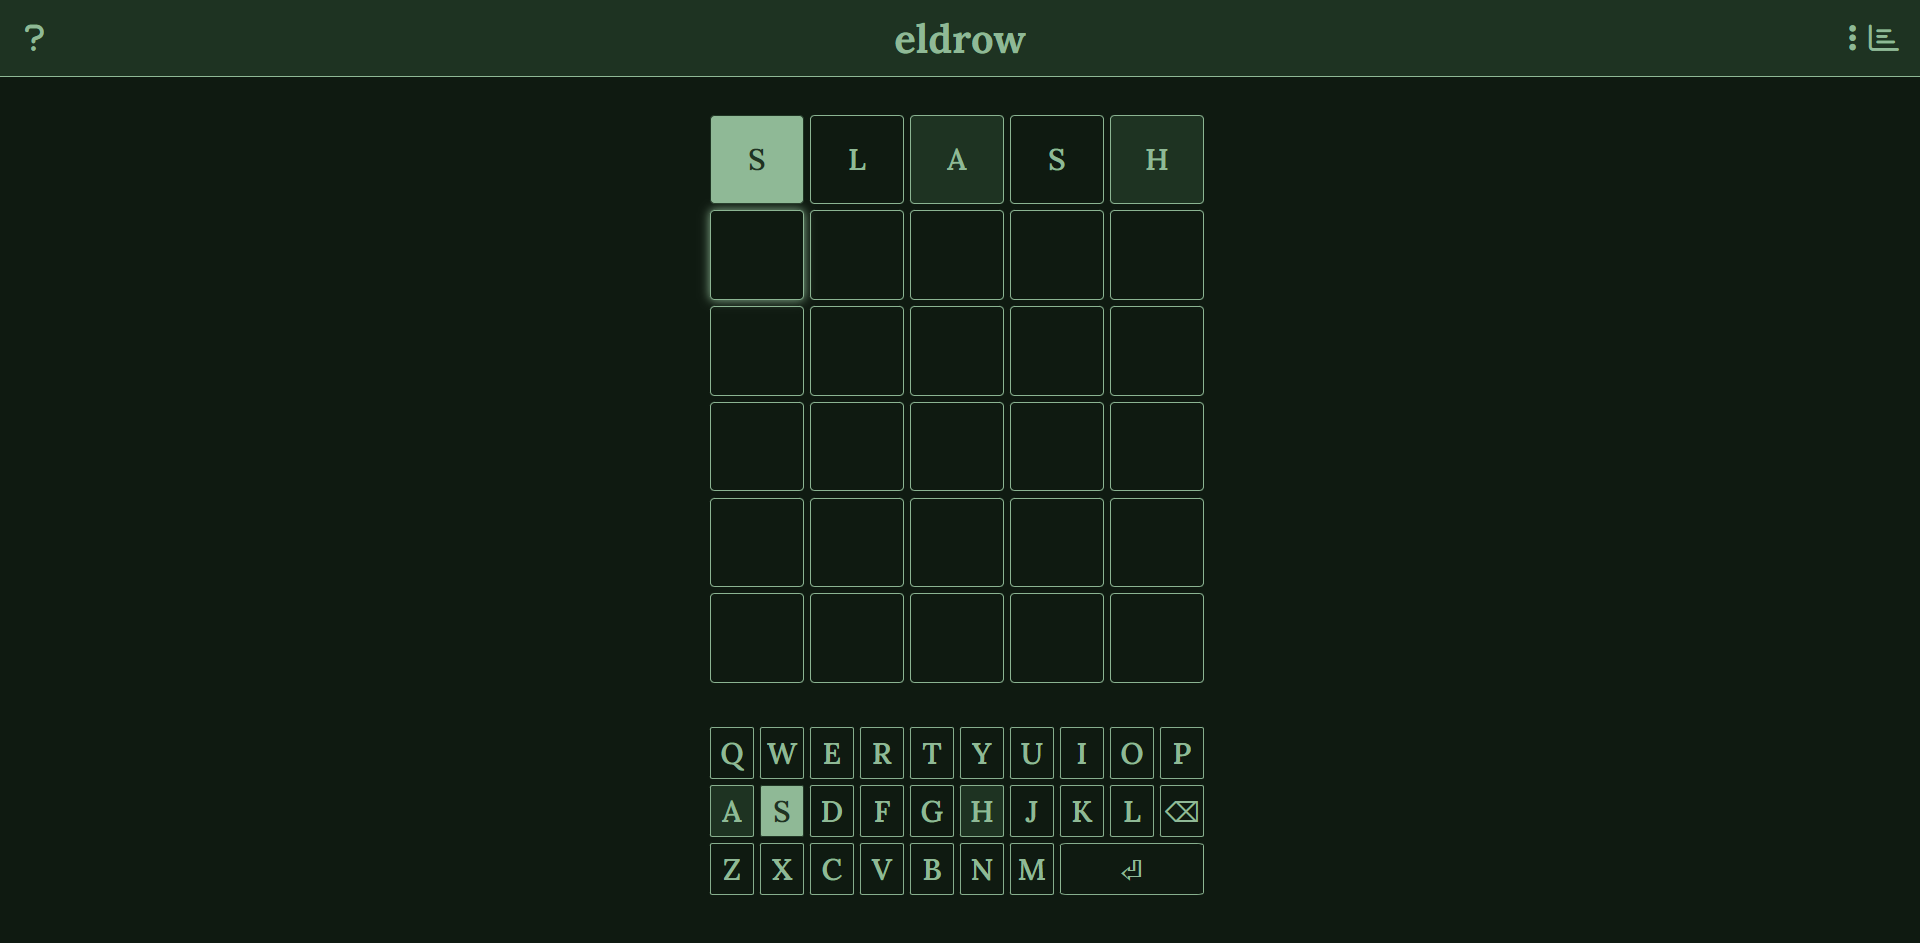 ? eldrow
S L A S H
Q W E R T Y U I O P
A S D F G H J K L ⌫
Z X C V B N M ⏎